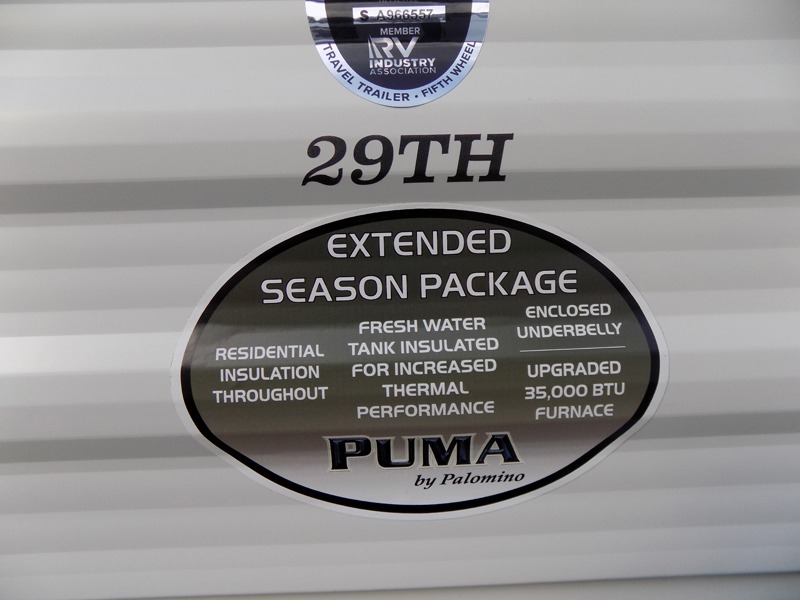 S A966557
MEMBER
RV
INDUSTRY
ASSOCIATION
TRAVEL TRAILER • FIFTH WHEEL
29TH
EXTENDED
SEASON PACKAGE
RESIDENTIAL
INSULATION
THROUGHOUT
FRESH WATER
TANK INSULATED
FOR INCREASED
THERMAL
PERFORMANCE
ENCLOSED
UNDERBELLY
UPGRADED
35,000 BTU
FURNACE
PUMA
by Palomino